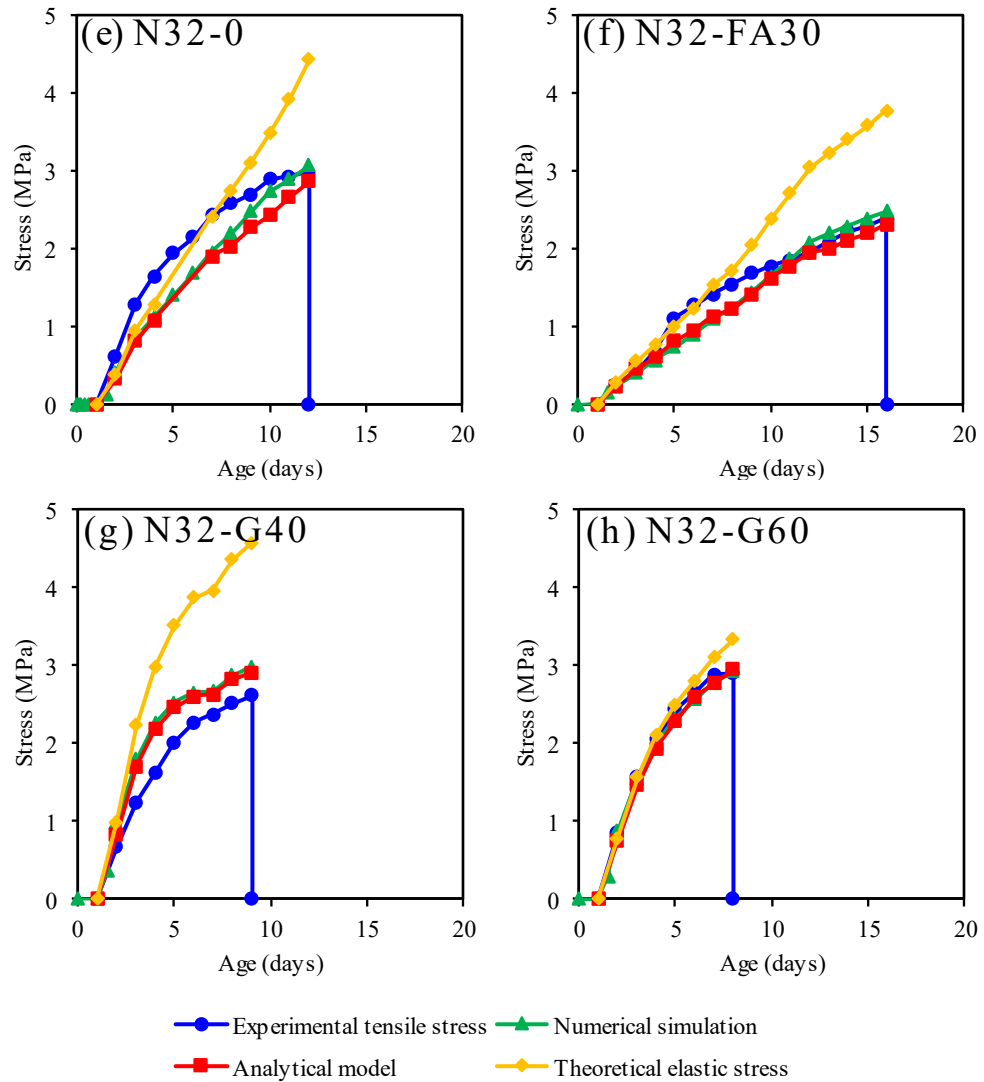 (e) N32-0
5
4
3
2
1
0
Stress (MPa)
0 5 10 15 20
Age (days)
(f) N32-FA30
5
4
3
2
1
0
Stress (MPa)
0 5 10 15 20
Age (days)
(g) N32-G40
5
4
3
2
1
0
Stress (MPa)
0 5 10 15 20
Age (days)
(h) N32-G60
5
4
3
2
1
0
Stress (MPa)
0 5 10 15 20
Age (days)
Experimental tensile stress
Numerical simulation
Analytical model
Theoretical elastic stress